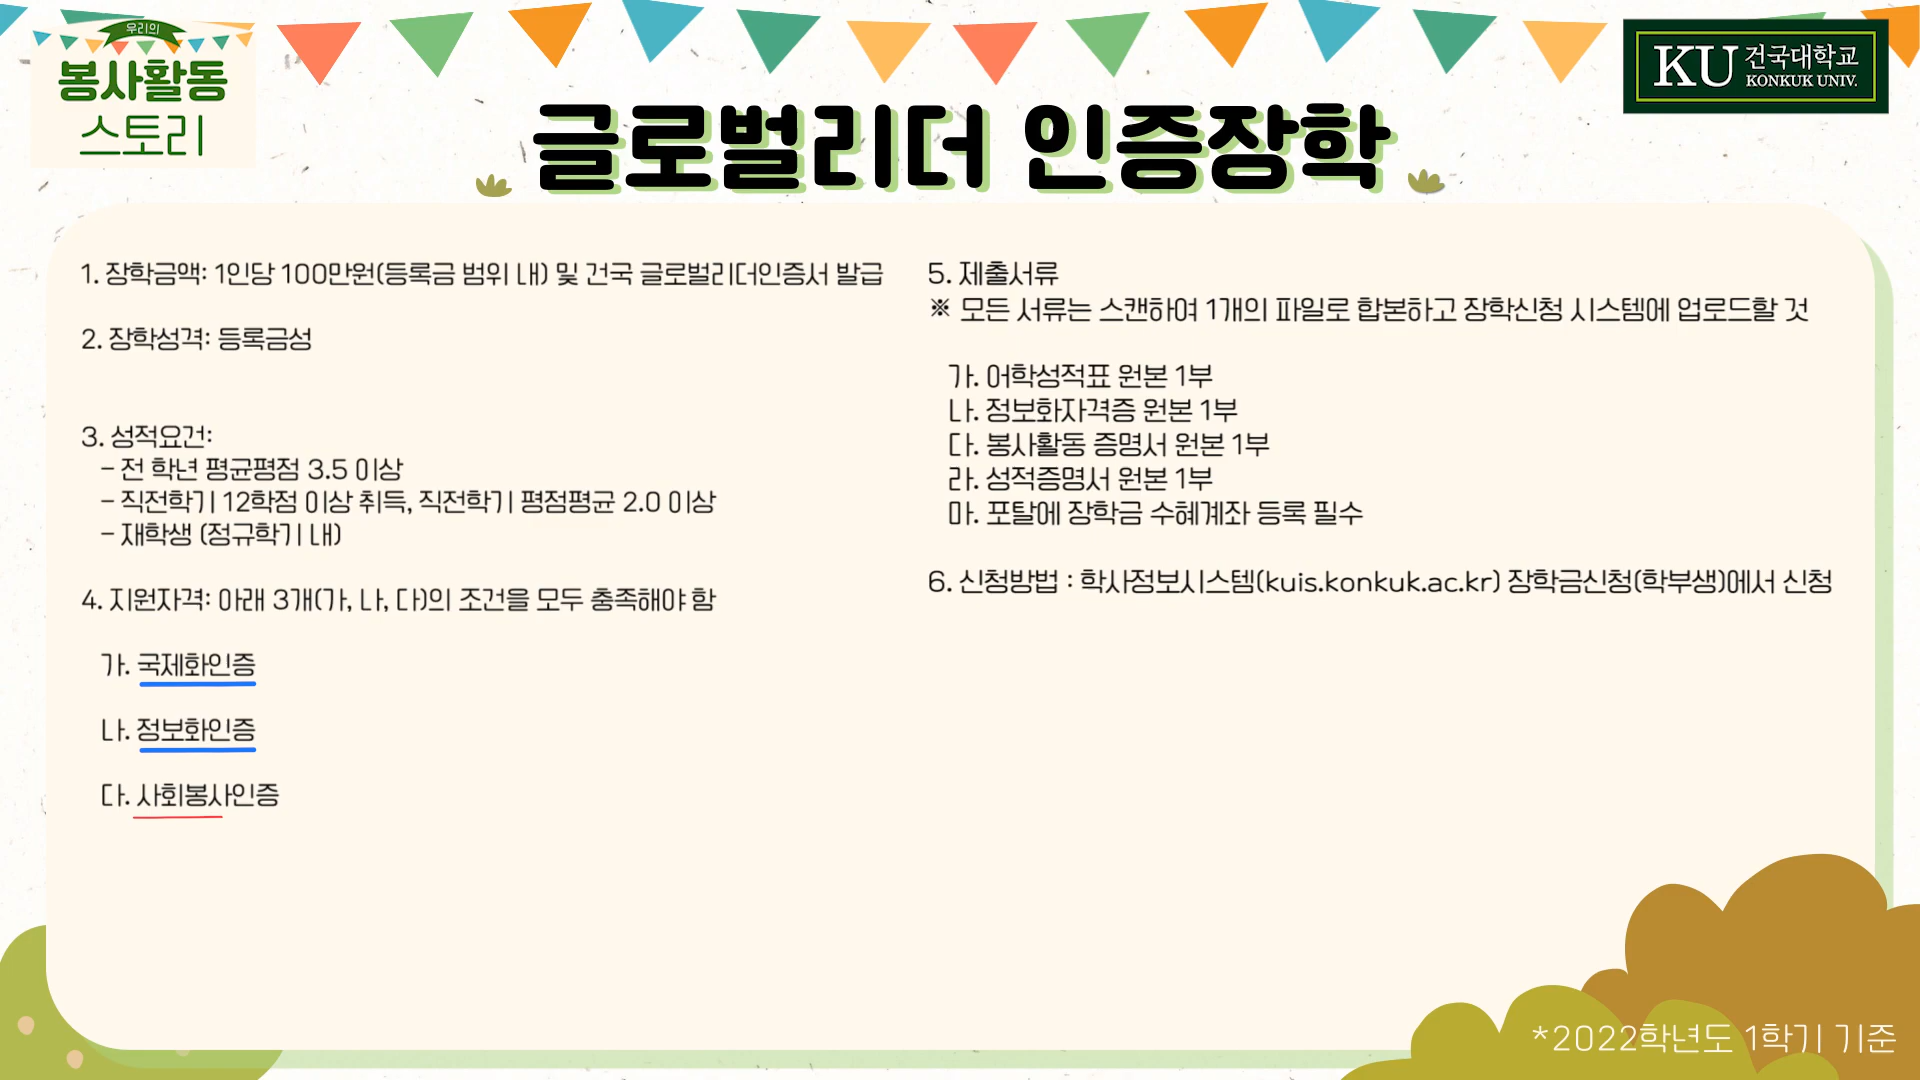 우리의
봉사활동
스토리
KU 건국대학교
KONKUK UNIV.
글로벌리더 인증장학
1. 장학금액: 1인당 100만원(등록금 범위 내) 및 건국 글로벌리더인증서 발급
2. 장학성격: 등록금성
3. 성적요건:
- 전 학년 평균평점 3.5 이상
- 직전학기 12학점 이상 취득, 직전학기 평점평균 2.0 이상
- 재학생 (정규학기 내)
4. 지원자격: 아래 3개(가, 나, 다)의 조건을 모두 충족해야 함
가. 국제화인증
나. 정보화인증
다. 사회봉사인증
5. 제출서류
※ 모든 서류는 스캔하여 1개의 파일로 합본하고 장학신청 시스템에 업로드할 것
가. 어학성적표 원본 1부
나. 정보화자격증 원본 1부
다. 봉사활동 증명서 원본 1부
라. 성적증명서 원본 1부
마. 포탈에 장학금 수혜계좌 등록 필수
6. 신청방법 : 학사정보시스템(kuis.konkuk.ac.kr) 장학금신청(학부생)에서 신청
*2022학년도 1학기 기준